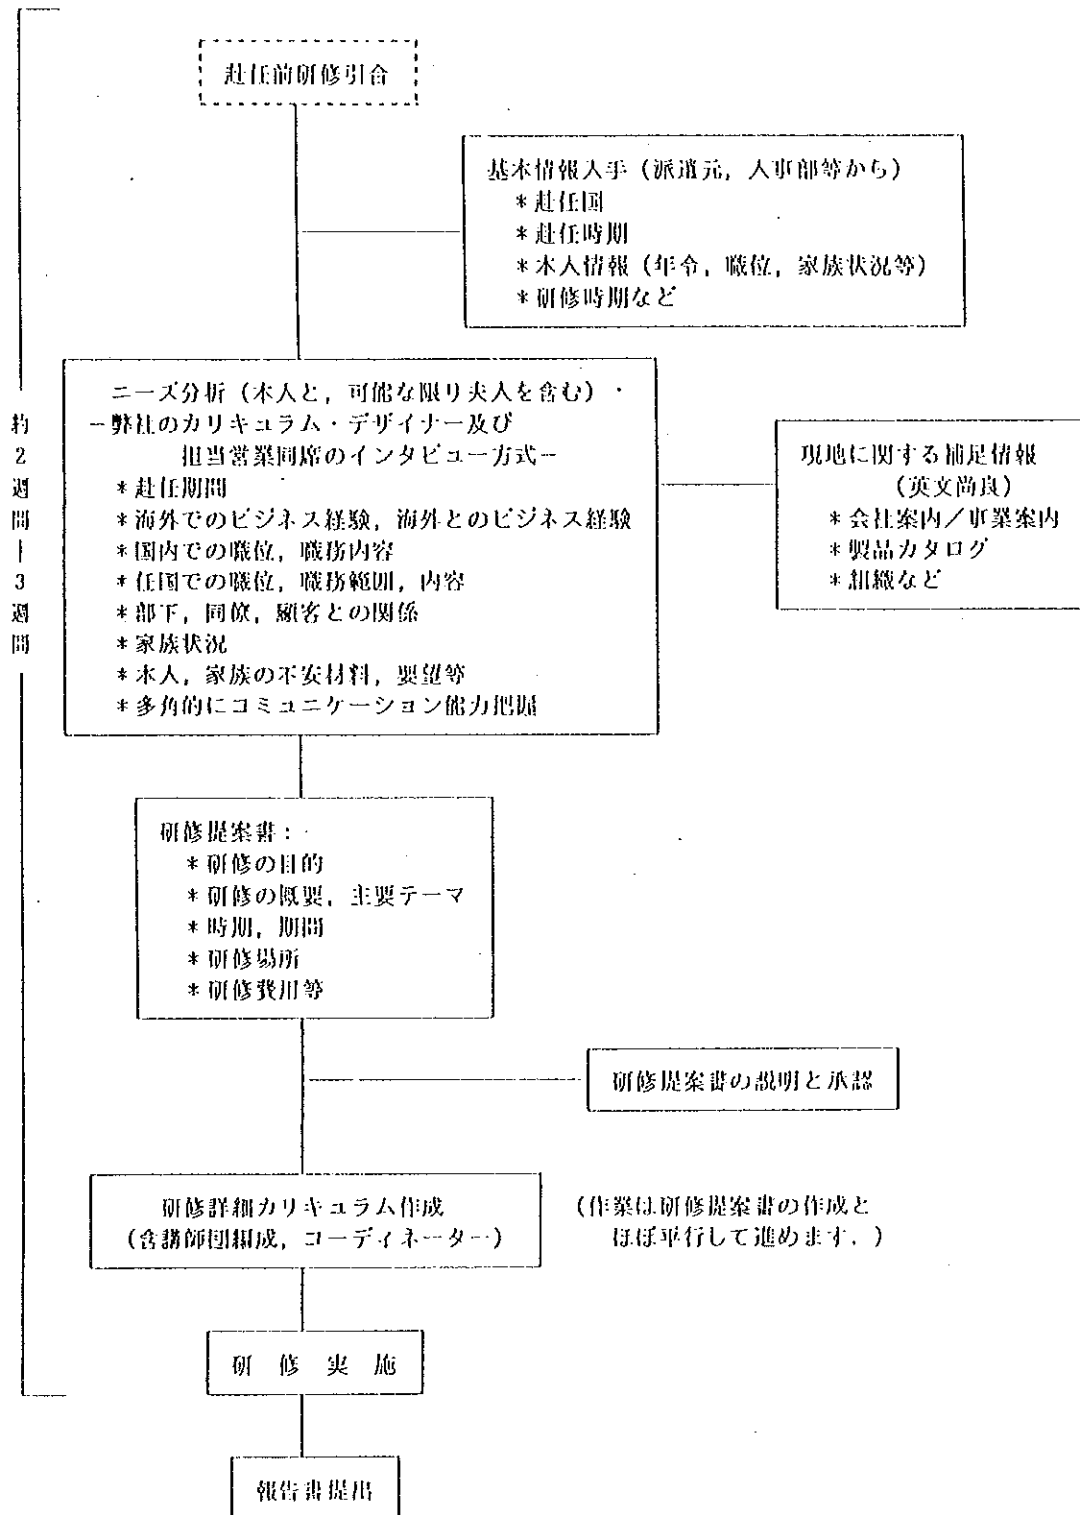 赴任前研修引合
基本情報入手（派遣元，人事部等から）
＊赴任国
＊赴任時期
＊本人情報（年令，職位，家族状況等）
＊研修時期など
ニーズ分析（本人と，可能な限り夫人を含む）
－弊社のカリキュラム・デザイナー及び
担当営業同席のインタビュー方式－
＊赴任期間
＊海外でのビジネス経験，海外とのビジネス経験
＊国内での職位，職務内容
＊任国での職位，職務範囲，内容
＊部下，同僚，顧客との関係
＊家族状況
＊本人，家族の不安材料，要望等
＊多角的にコミュニケーション能力把握
現地に関する補足情報
（英文尚良）
＊会社案内／事業案内
＊製品カタログ
＊組織など
約2週間－3週間
研修提案書：
＊研修の目的
＊研修の概要，主要テーマ
＊時期，期間
＊研修場所
＊研修費用等
研修提案書の説明と承認
研修詳細カリキュラム作成
（含講師団編成，コーディネーター）
（作業は研修提案書の作成と
ほぼ平行して進めます．）
研修実施
報告書提出